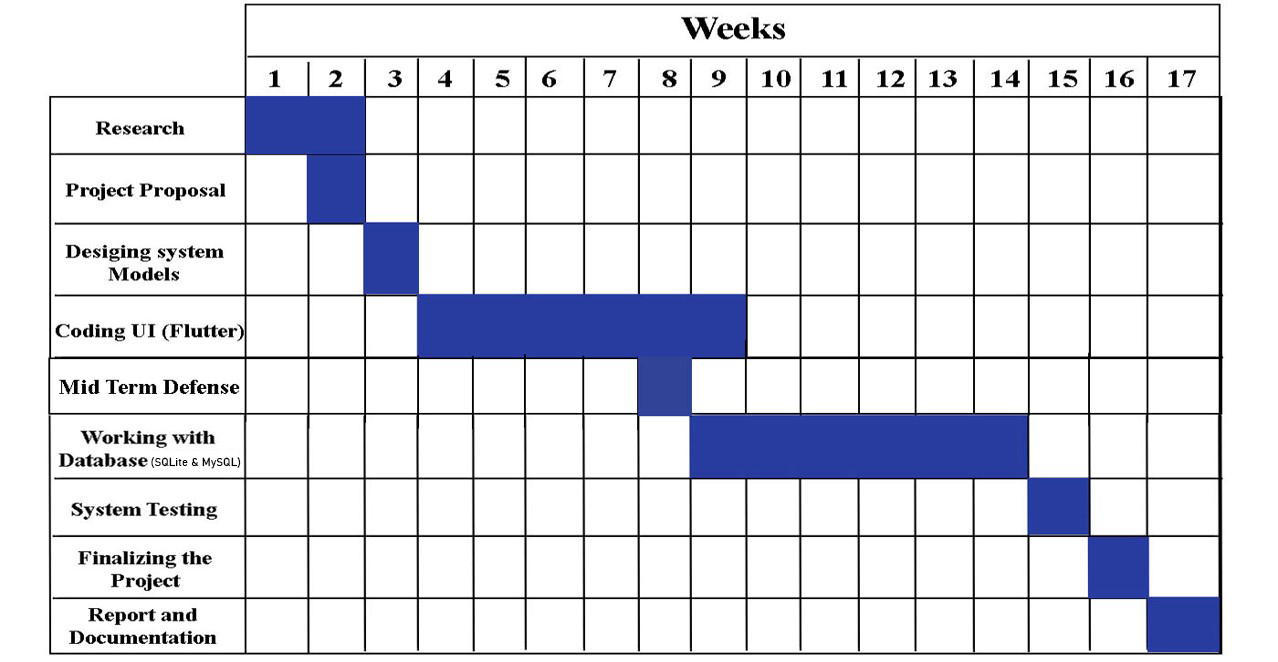 Weeks
1 2 3 4 5 6 7 8 9 10 11 12 13 14 15 16 17
Research
Project Proposal
Desiging system
Models
Coding UI (Flutter)
Mid Term Defense
Working with
Database (SQLite & MySQL)
System Testing
Finalizing the
Project
Report and
Documentation